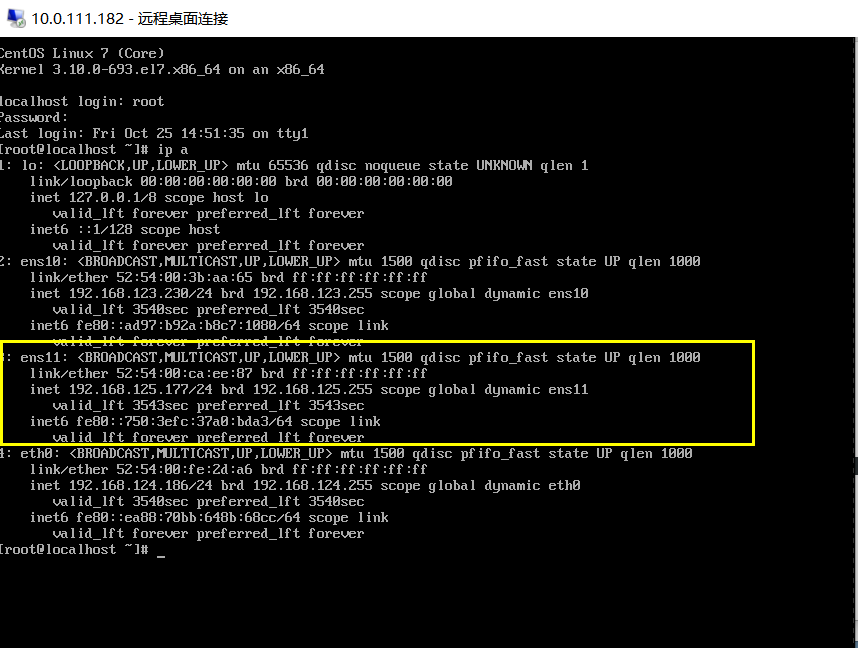 10.0.111.182 - 远程桌面连接
CentOS Linux 7 (Core)
Kernel 3.10.0-693.el7.x86_64 on an x86_64
localhost login: root
Password:
Last login: Fri Oct 25 14:51:35 on tty1
[root@localhost ~]# ip a
1: lo: <LOOPBACK,UP,LOWER_UP> mtu 65536 qdisc noqueue state UNKNOWN qlen 1
link/loopback 00:00:00:00:00:00 brd 00:00:00:00:00:00
inet 127.0.0.1/8 scope host lo
valid_lft forever preferred_lft forever
inet6 ::1/128 scope host
valid_lft forever preferred_lft forever
2: ens10: <BROADCAST,MULTICAST,UP,LOWER_UP> mtu 1500 qdisc pfifo_fast state UP qlen 1000
link/ether 52:54:00:3b:aa:65 brd ff:ff:ff:ff:ff:ff
inet 192.168.123.230/24 brd 192.168.123.255 scope global dynamic ens10
valid_lft 3540sec preferred_lft 3540sec
inet6 fe80::ad97:b92a:b8c7:1080/64 scope link
valid_lft forever preferred_lft forever
3: ens11: <BROADCAST,MULTICAST,UP,LOWER_UP> mtu 1500 qdisc pfifo_fast state UP qlen 1000
link/ether 52:54:00:ca:ee:87 brd ff:ff:ff:ff:ff:ff
inet 192.168.125.177/24 brd 192.168.125.255 scope global dynamic ens11
valid_lft 3543sec preferred_lft 3543sec
inet6 fe80::750:3efc:37a0:bda3/64 scope link
valid_lft forever preferred_lft forever
4: eth0: <BROADCAST,MULTICAST,UP,LOWER_UP> mtu 1500 qdisc pfifo_fast state UP qlen 1000
link/ether 52:54:00:fe:2d:a6 brd ff:ff:ff:ff:ff:ff
inet 192.168.124.186/24 brd 192.168.124.255 scope global dynamic eth0
valid_lft 3540sec preferred_lft 3540sec
inet6 fe80::ea88:70bb:648b:68cc/64 scope link
valid_lft forever preferred_lft forever
[root@localhost ~]# _